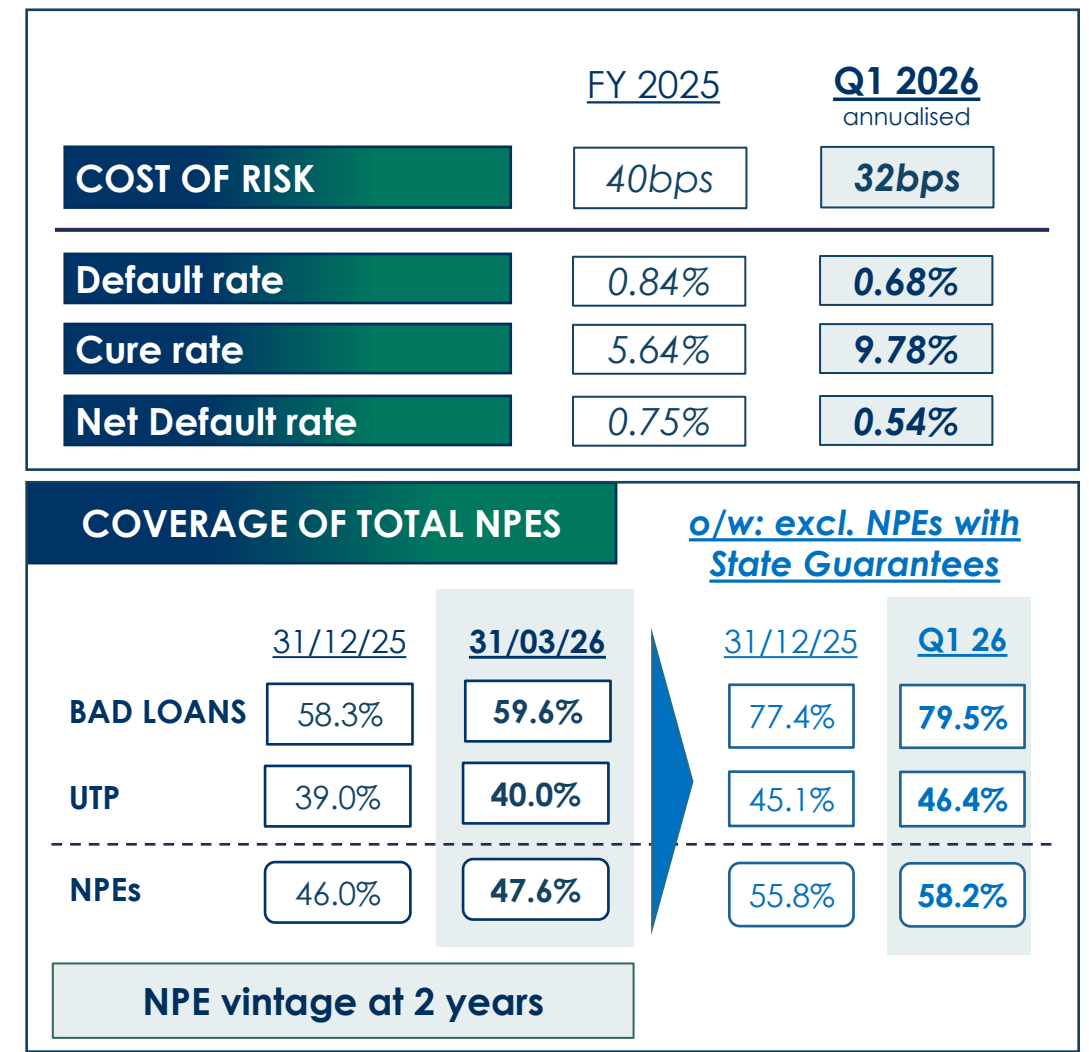 FY 2025 Q1 2026
annualised
COST OF RISK 40bps 32bps
Default rate 0.84% 0.68%
Cure rate 5.64% 9.78%
Net Default rate 0.75% 0.54%
COVERAGE OF TOTAL NPES
o/w: excl. NPEs with
State Guarantees
31/12/25 31/03/26 31/12/25 Q1 26
BAD LOANS 58.3% 59.6% 77.4% 79.5%
UTP 39.0% 40.0% 45.1% 46.4%
NPEs 46.0% 47.6% 55.8% 58.2%
NPE vintage at 2 years